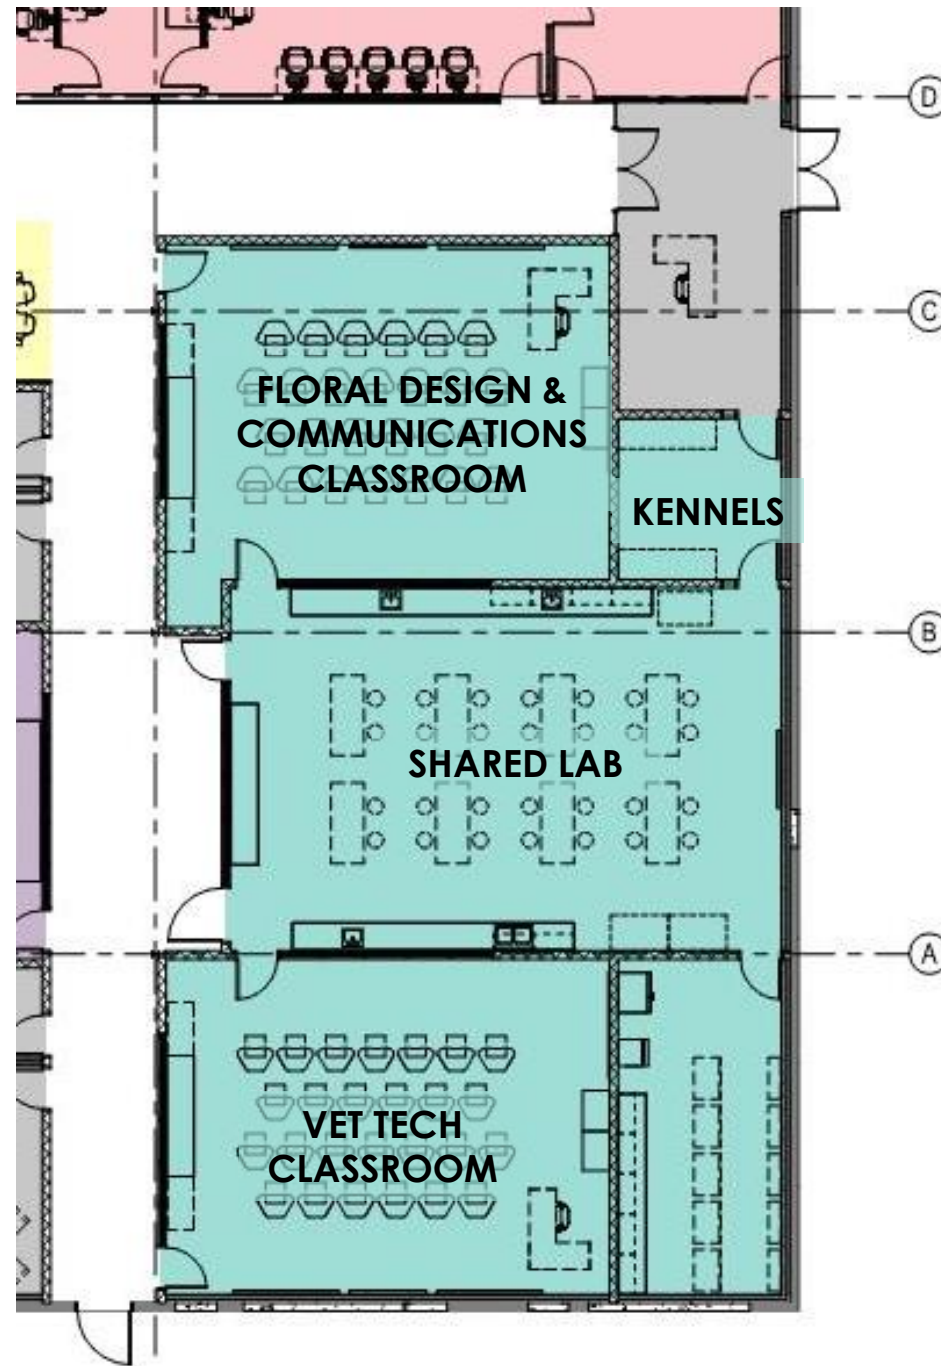 D
C
FLORAL DESIGN &
COMMUNICATIONS
CLASSROOM
KENNELS
B
SHARED LAB
A
VET TECH
CLASSROOM